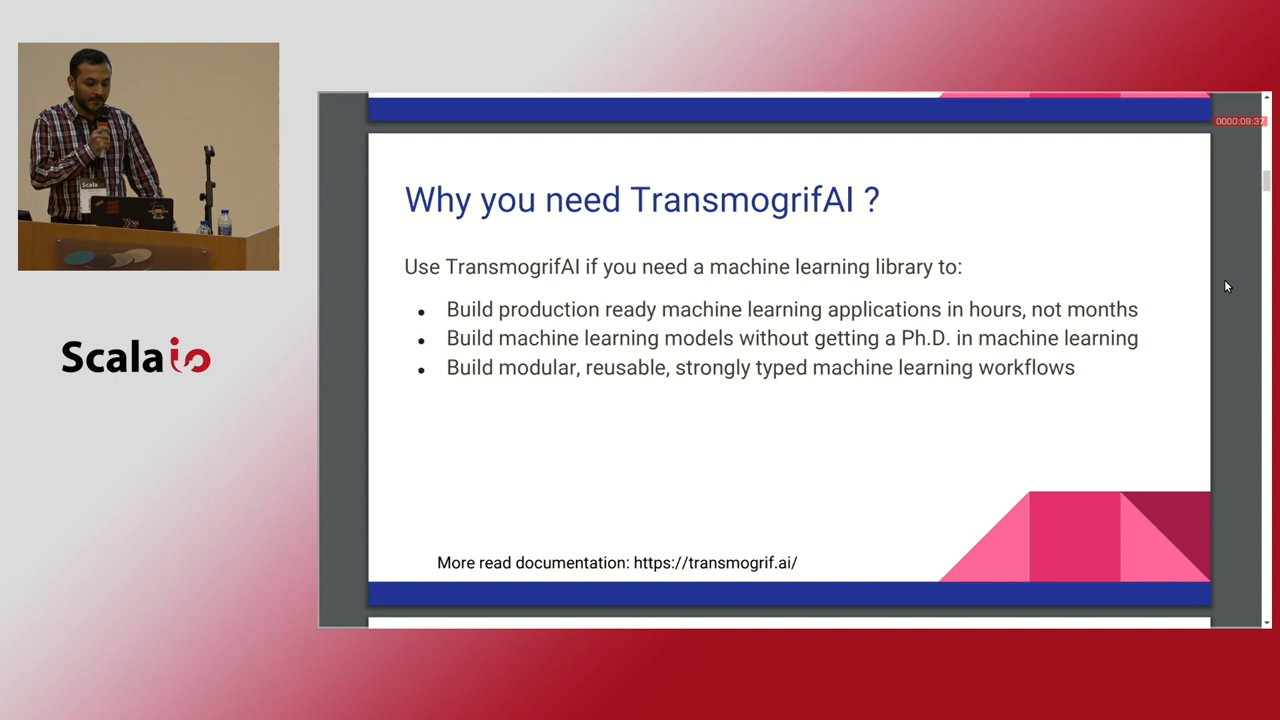 0000:09:37
Why you need TransmogrifAI ?
Use TransmogrifAI if you need a machine learning library to:
• Build production ready machine learning applications in hours, not months
• Build machine learning models without getting a Ph.D. in machine learning
• Build modular, reusable, strongly typed machine learning workflows
More read documentation: https://transmogrif.ai/
Scala
Scala io